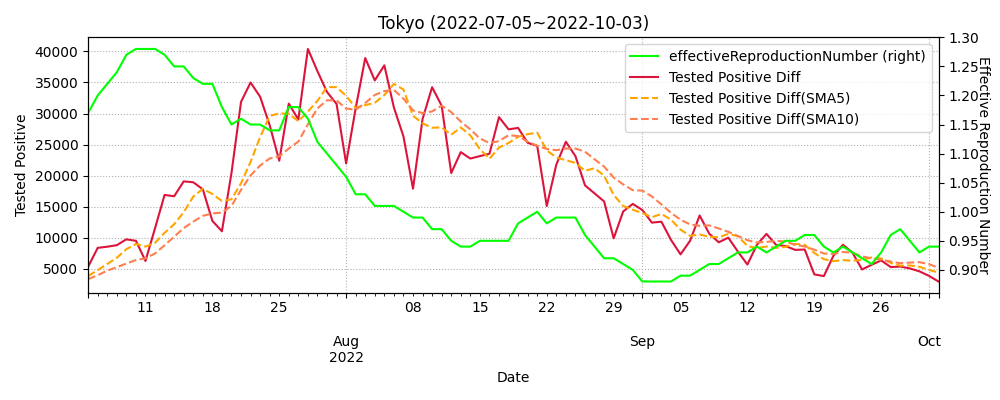 Tokyo (2022-07-05~2022-10-03)
effectiveReproductionNumber (right)
Tested Positive Diff
Tested Positive Diff(SMA5)
Tested Positive Diff(SMA10)
Tested Positive
40000
35000
30000
25000
20000
15000
10000
5000
1.30
1.25
1.20
1.15
1.10
1.05
1.00
0.95
0.90
Effective Reproduction Number
11 18 25 08 15 22 29 05 12 19 26
Aug Sep Oct
2022
Date